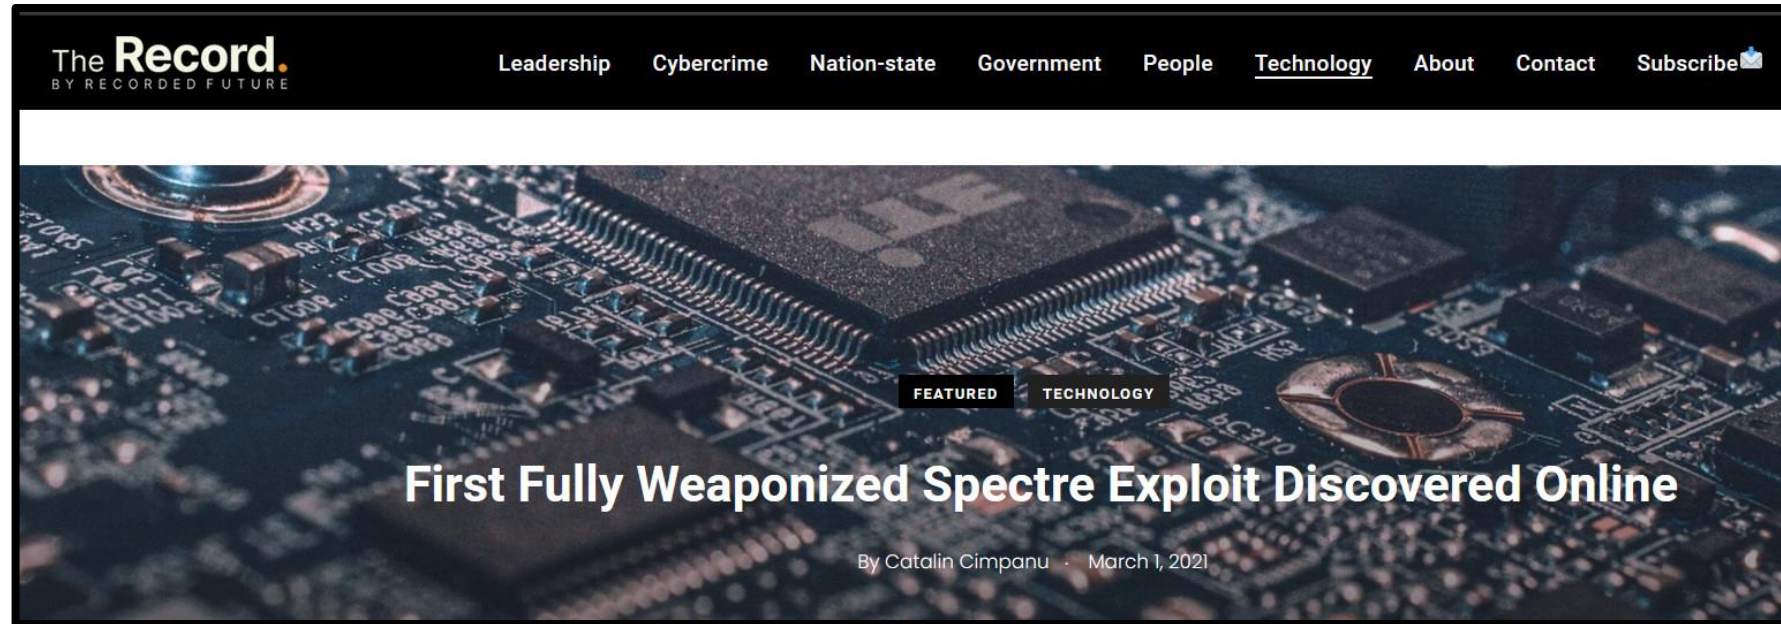 The Record.
BY RECORDED FUTURE
Leadership Cybercrime Nation-state Government People Technology About Contact Subscribe
FEATURED TECHNOLOGY
First Fully Weaponized Spectre Exploit Discovered Online
By Catalin Cimpanu · March 1, 2021